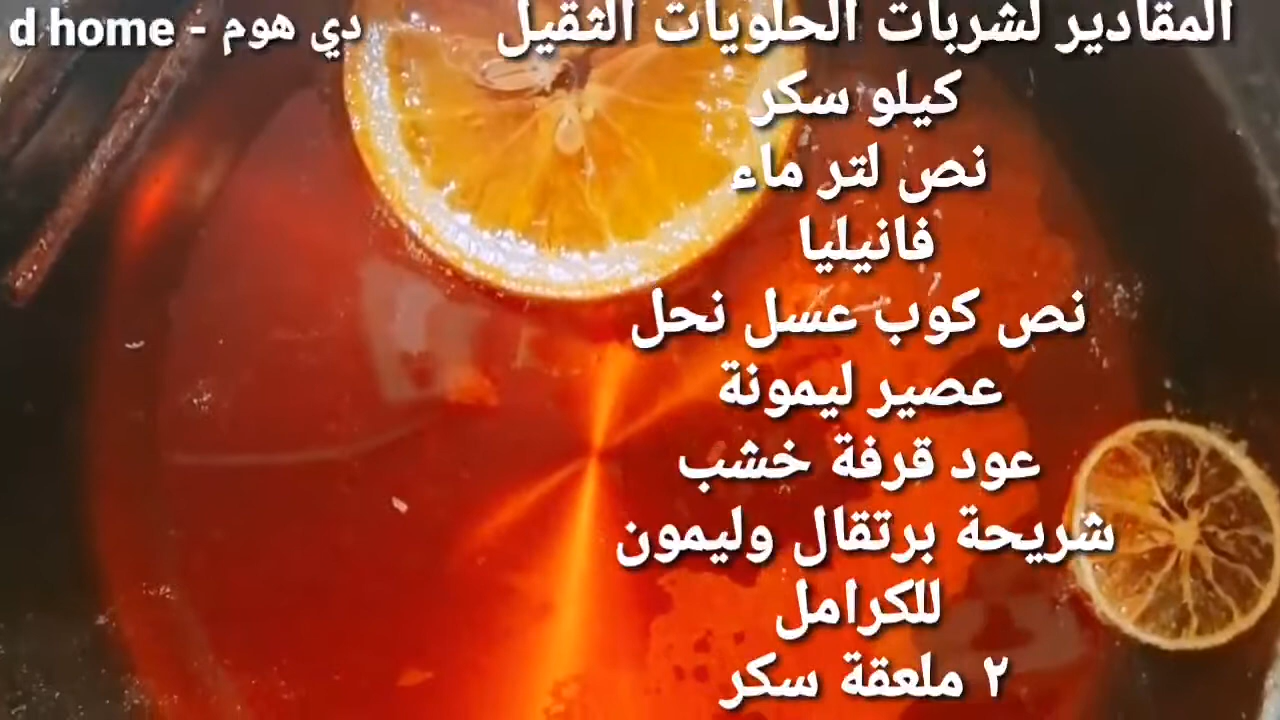 d home - دي هوم
المقادير لشربات الحلويات الثقيل
كيلو سكر
نص لتر ماء
فانيليا
نص كوب عسل نحل
عصير ليمونة
عود قرفة خشب
شريحة برتقال وليمون
للكرامل
٢ ملعقة سكر